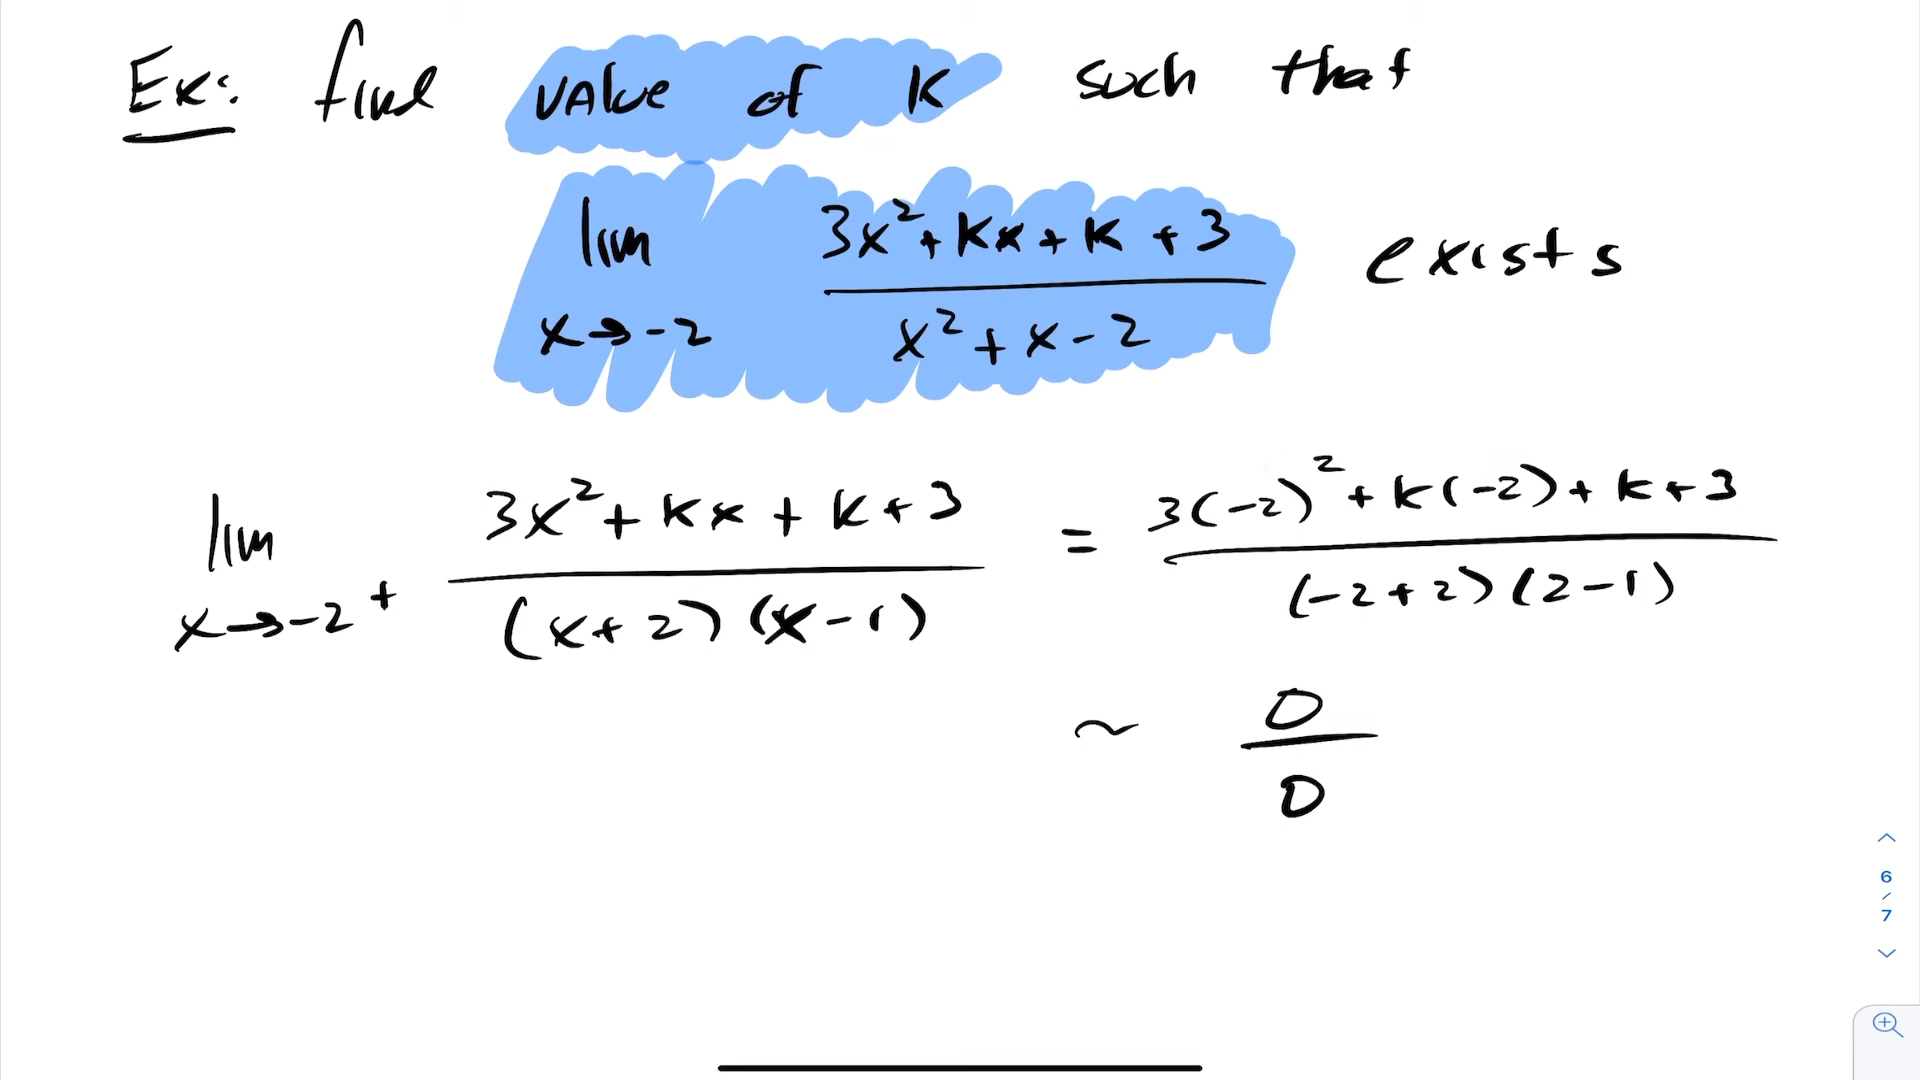 Ex: find value of K such that
lim 3x²+Kx+K+3 exists
x→-2 x²+x-2
lim 3x²+Kx+K+3 = 3(-2)²+K(-2)+K+3
x→-2⁺ (x+2)(x-1) (-2+2)(2-1)
~ 0
0
6
/
7